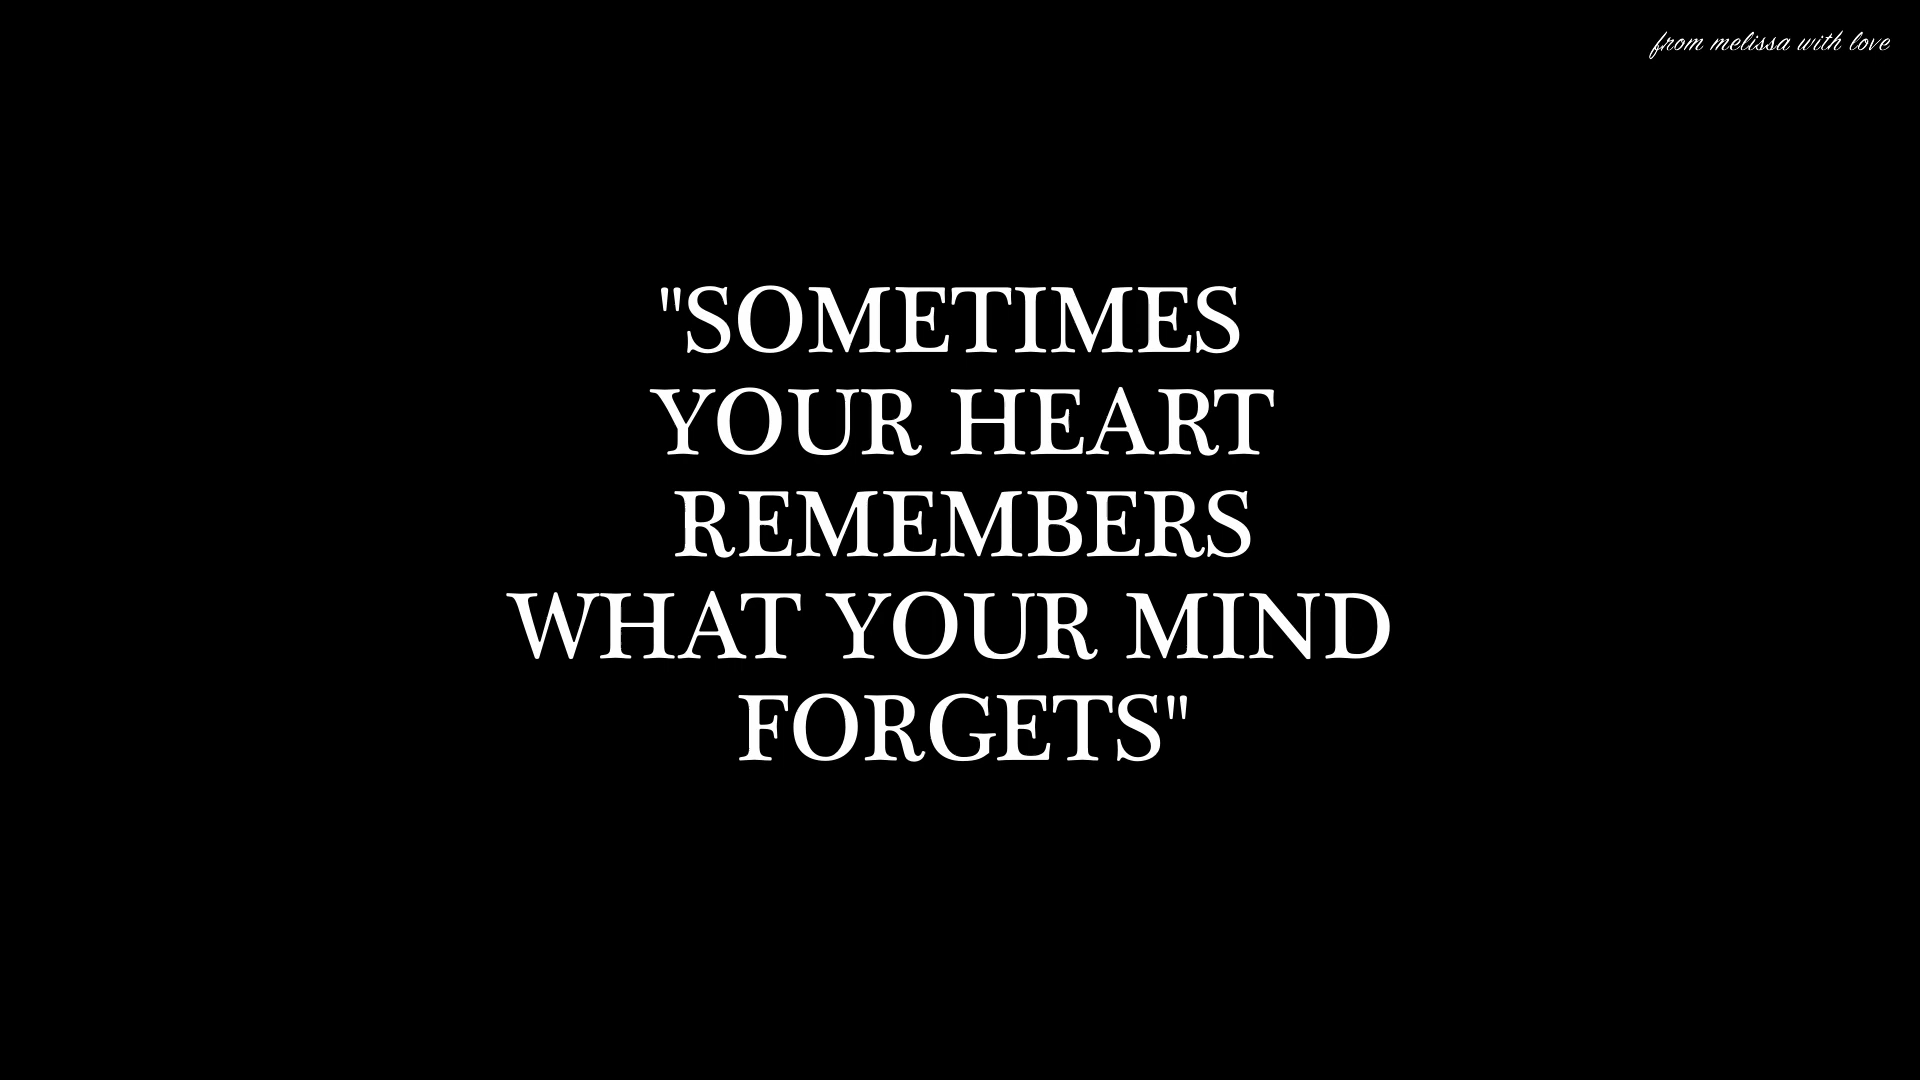 from melissa with love
"SOMETIMES
YOUR HEART
REMEMBERS
WHAT YOUR MIND
FORGETS"